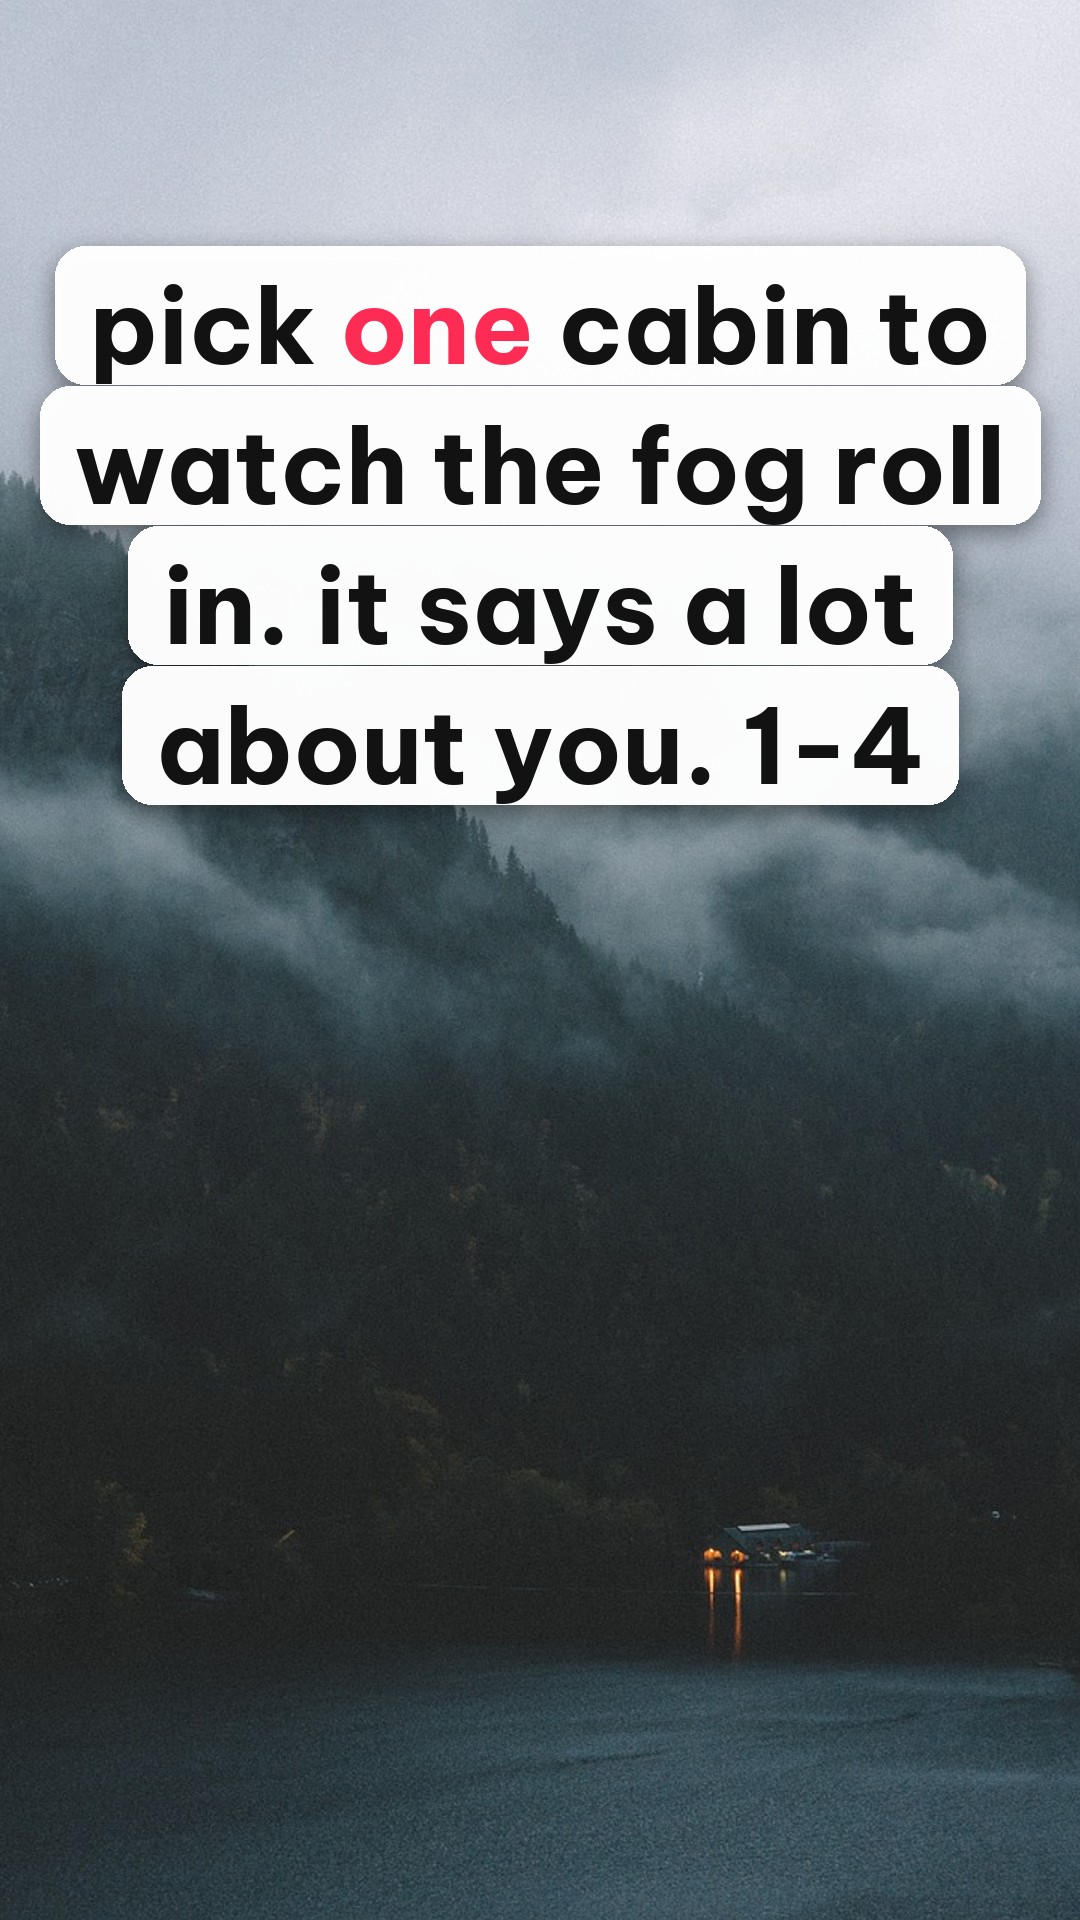 pick one cabin to
watch the fog roll
in. it says a lot
about you. 1-4